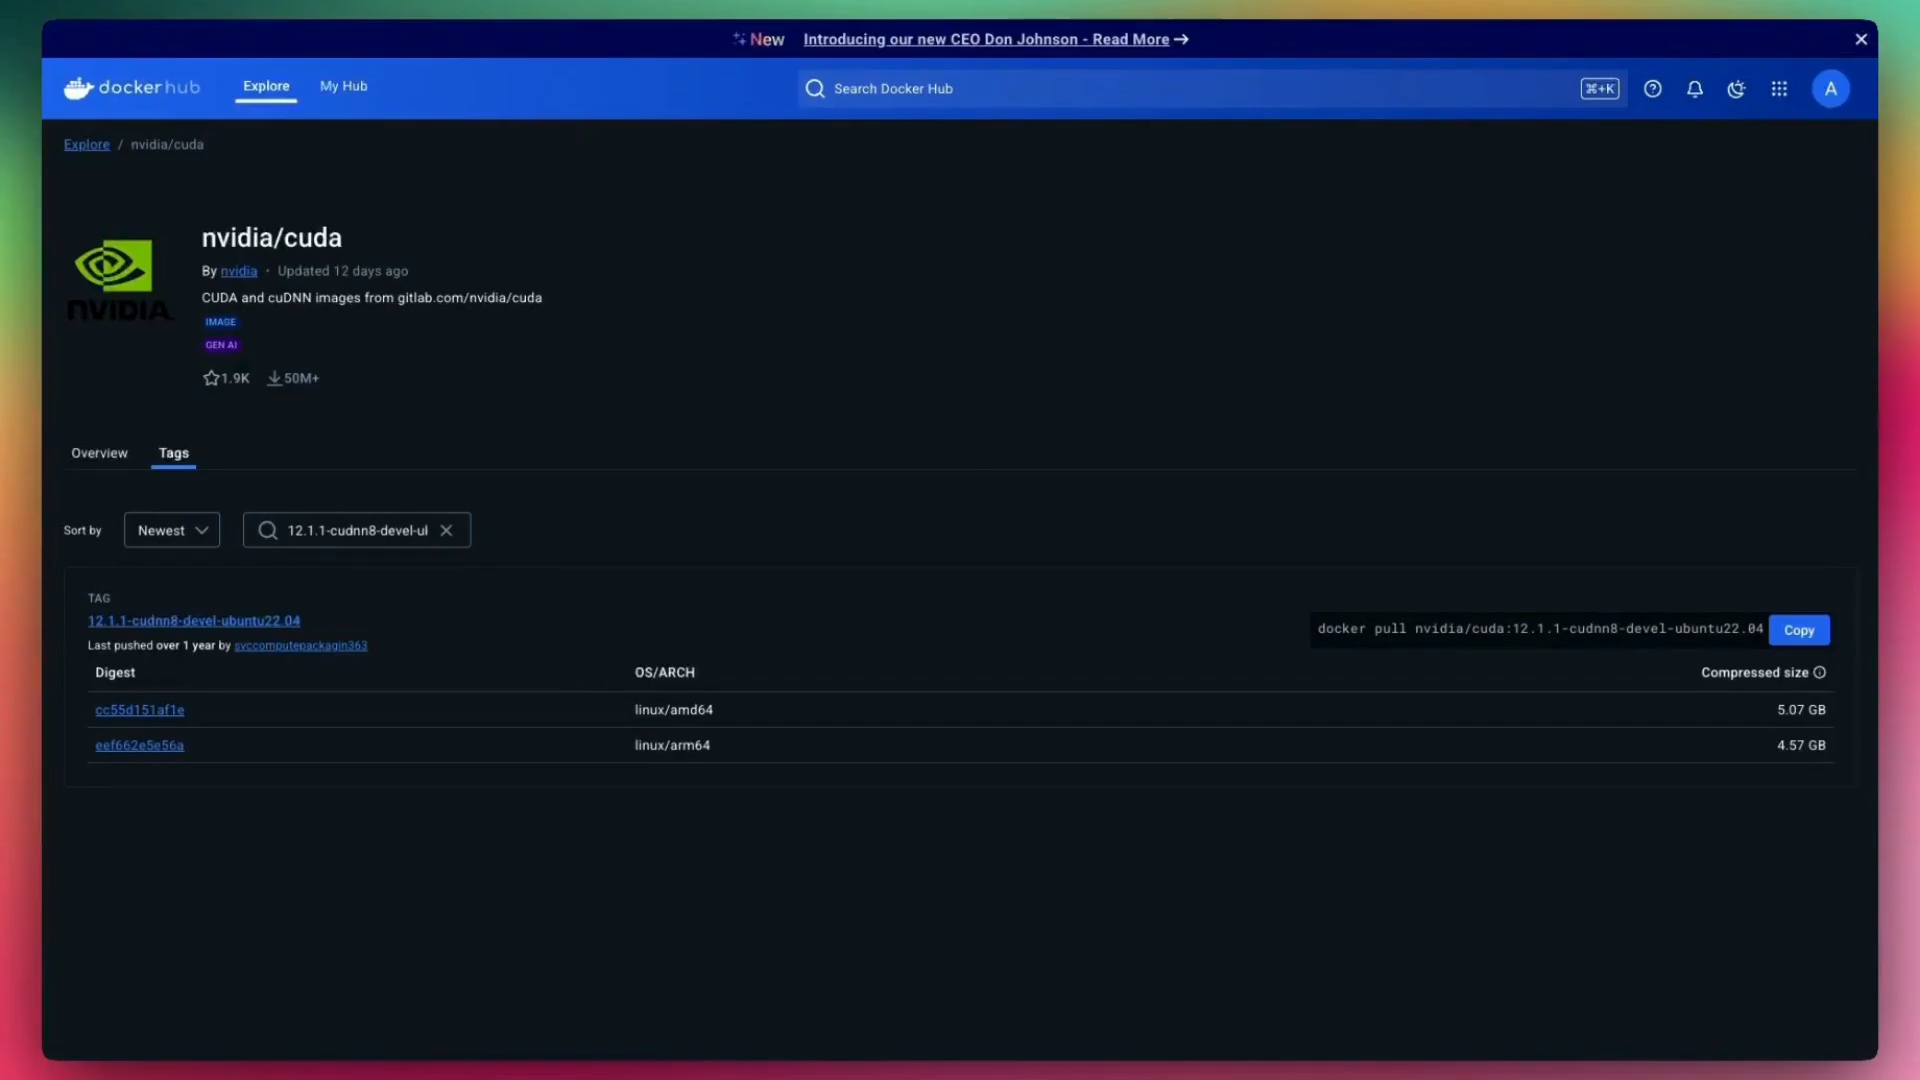 New Introducing our new CEO Don Johnson - Read More →
dockerhub Explore My Hub Search Docker Hub ⌘+K A
Explore / nvidia/cuda
nvidia/cuda
NVIDIA.
By nvidia · Updated 12 days ago
CUDA and cuDNN images from gitlab.com/nvidia/cuda
IMAGE
GEN AI
1.9K 50M+
Overview Tags
Sort by Newest 12.1.1-cudnn8-devel-ul
TAG
12.1.1-cudnn8-devel-ubuntu22.04
docker pull nvidia/cuda:12.1.1-cudnn8-devel-ubuntu22.04 Copy
Last pushed over 1 year by svccomputepackagin363
Digest OS/ARCH Compressed size
cc55d151af1e linux/amd64 5.07 GB
eef662e5e56a linux/arm64 4.57 GB